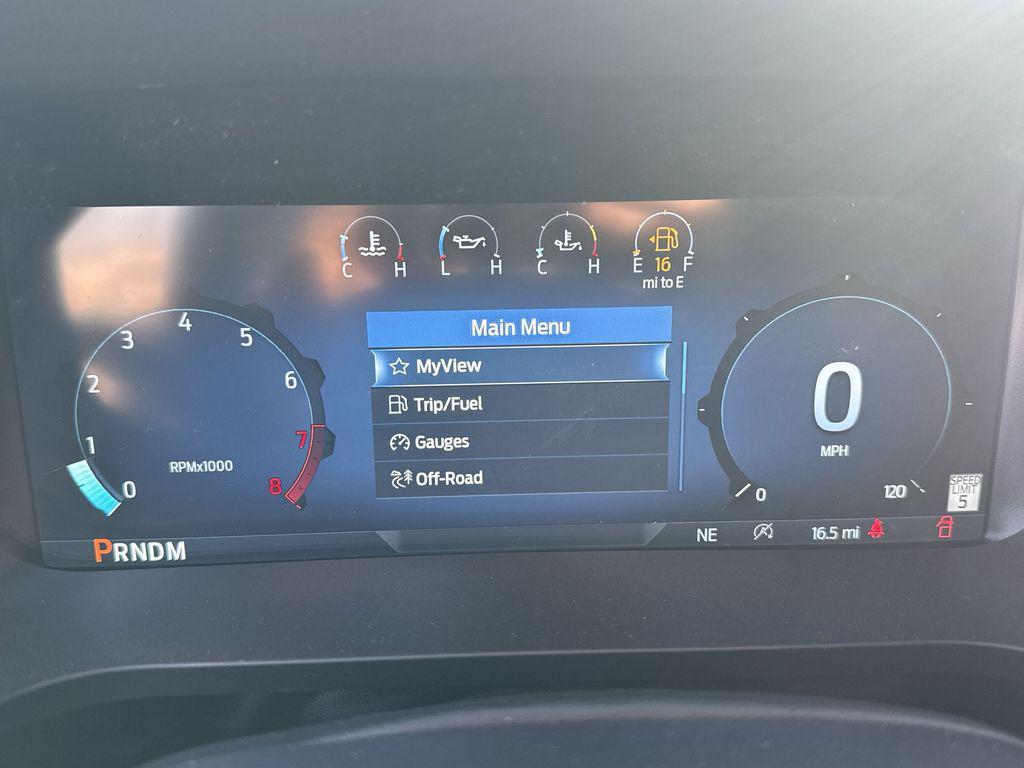 C H
L H
C H
E 16 F
mi to E
Main Menu
MyView
Trip/Fuel
Gauges
Off-Road
0
1
2
3
4
5
6
7
8
RPMx1000
0
MPH
0
120
SPEED
LIMIT
5
PRNDM
NE
16.5 mi